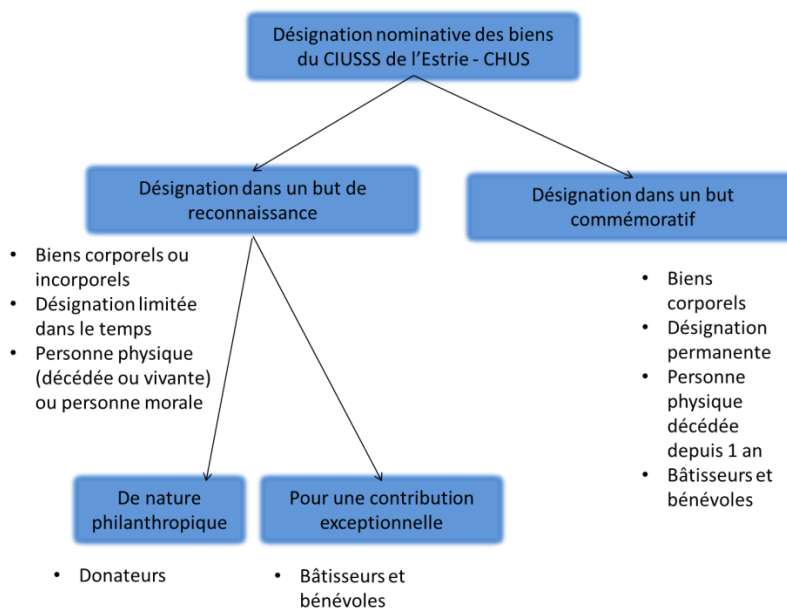 Désignation nominative des biens
du CIUSSS de l'Estrie - CHUS
Désignation dans un but de
reconnaissance
Désignation dans un but
commémoratif
• Biens corporels ou
incorporels
• Désignation limitée
dans le temps
• Personne physique
(décédée ou vivante)
ou personne morale
• Biens
corporels
• Désignation
permanente
• Personne
physique
décédée
depuis 1 an
• Bâtisseurs et
bénévoles
De nature
philanthropique
Pour une contribution
exceptionnelle
• Donateurs
• Bâtisseurs et
bénévoles